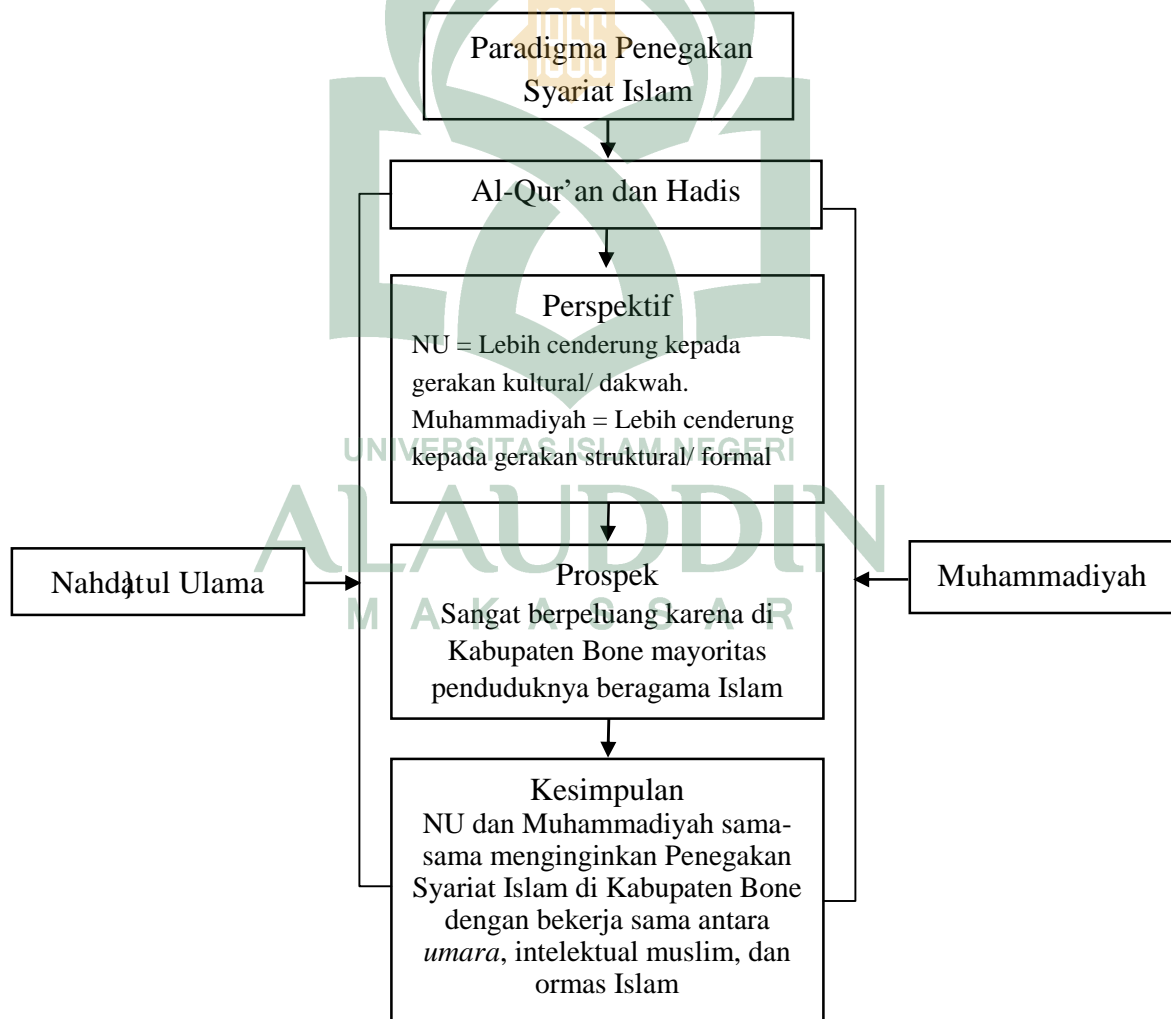 Paradigma Penegakan
Syariat Islam
Al-Qur’an dan Hadis
Perspektif
NU = Lebih cenderung kepada
gerakan kultural/ dakwah.
Muhammadiyah = Lebih cenderung
kepada gerakan struktural/ formal
UNIVERSITAS ISLAM NEGERI
ALAUDDIN
MAKASSAR
Nahda}tul Ulama
Prospek
Sangat berpeluang karena di
Kabupaten Bone mayoritas
penduduknya beragama Islam
Muhammadiyah
Kesimpulan
NU dan Muhammadiyah sama-
sama menginginkan Penegakan
Syariat Islam di Kabupaten Bone
dengan bekerja sama antara
umara, intelektual muslim, dan
ormas Islam